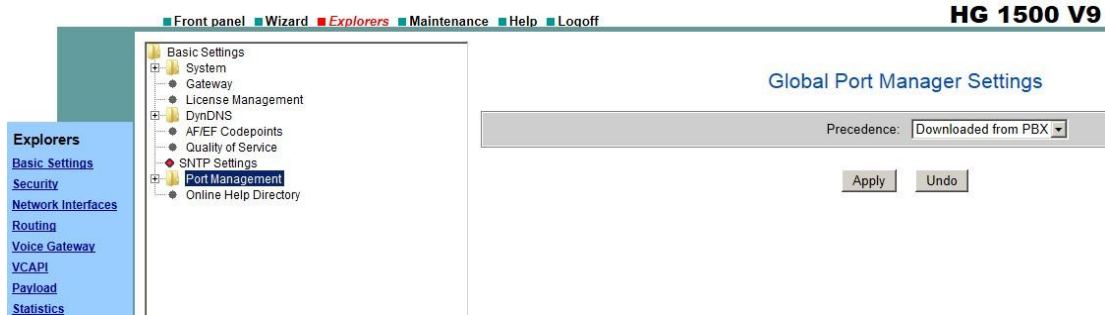 Front panel Wizard Explorers Maintenance Help Logoff
HG 1500 V9
Explorers
Basic Settings
Security
Network Interfaces
Routing
Voice Gateway
VCAPI
Payload
Statistics
Basic Settings
System
Gateway
License Management
DynDNS
AF/EF Codepoints
Quality of Service
SNTP Settings
Port Management
Online Help Directory
Global Port Manager Settings
Precedence: Downloaded from PBX
Apply Undo